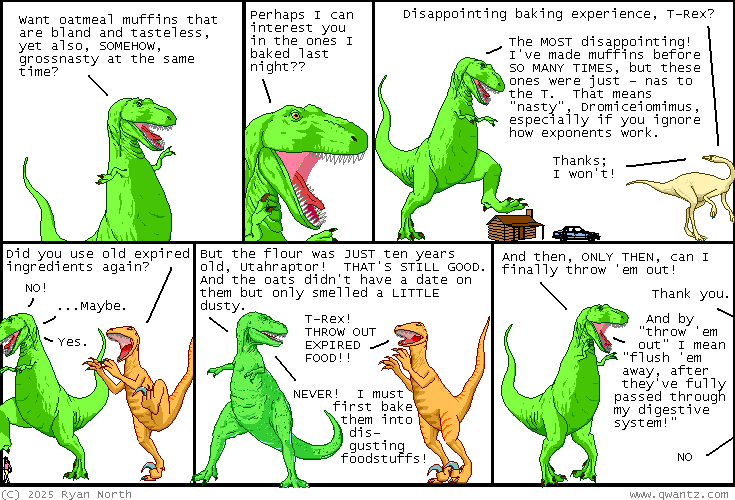 Want oatmeal muffins that
are bland and tasteless,
yet also, SOMEHOW,
grossnasty at the same
time?
Perhaps I can
interest you
in the ones I
baked last
night??
Disappointing baking experience, T-Rex?
The MOST disappointing!
I've made muffins before
SO MANY TIMES, but these
ones were just - nas to
the T.  That means
"nasty", Dromiceiomimus,
especially if you ignore
how exponents work.
Thanks;
I won't!
Did you use old expired
ingredients again?
NO!
...Maybe.
Yes.
But the flour was JUST ten years
old, Utahraptor!  THAT'S STILL GOOD.
And the oats didn't have a date on
them but only smelled a LITTLE
dusty.
T-Rex!
THROW OUT
EXPIRED
FOOD!!
NEVER!  I must
first bake
them into
dis-
gusting
foodstuffs!
And then, ONLY THEN, can I
finally throw 'em out!
Thank you.
And by
"throw 'em
out" I mean
"flush 'em
away, after
they've fully
passed through
my digestive
system!"
NO
(C) 2025 Ryan North
www.qwantz.com